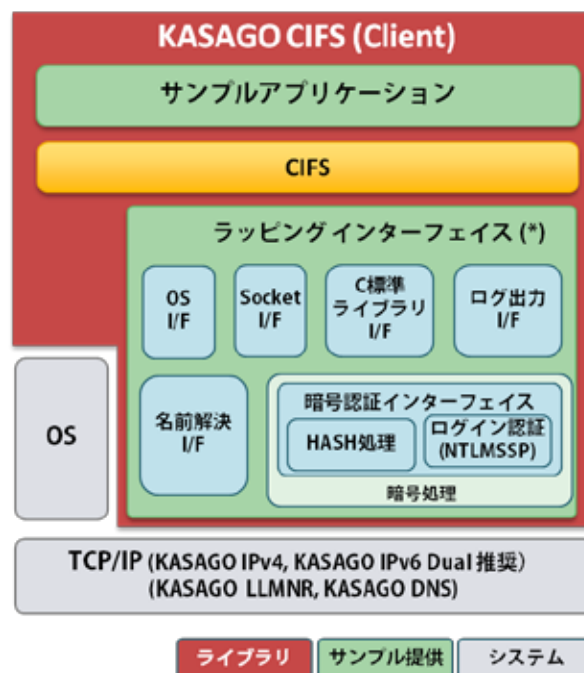 KASAGO CIFS (Client)
サンプルアプリケーション
CIFS
ラッピング インターフェイス (*)
OS
I/F
Socket
I/F
C標準
ライブラリ
I/F
ログ出力
I/F
OS
名前解決
I/F
暗号認証インターフェイス
HASH処理
ログイン認証
(NTLMSSP)
暗号処理
TCP/IP (KASAGO IPv4, KASAGO IPv6 Dual 推奨)
(KASAGO LLMNR, KASAGO DNS)
ライブラリ
サンプル提供
システム